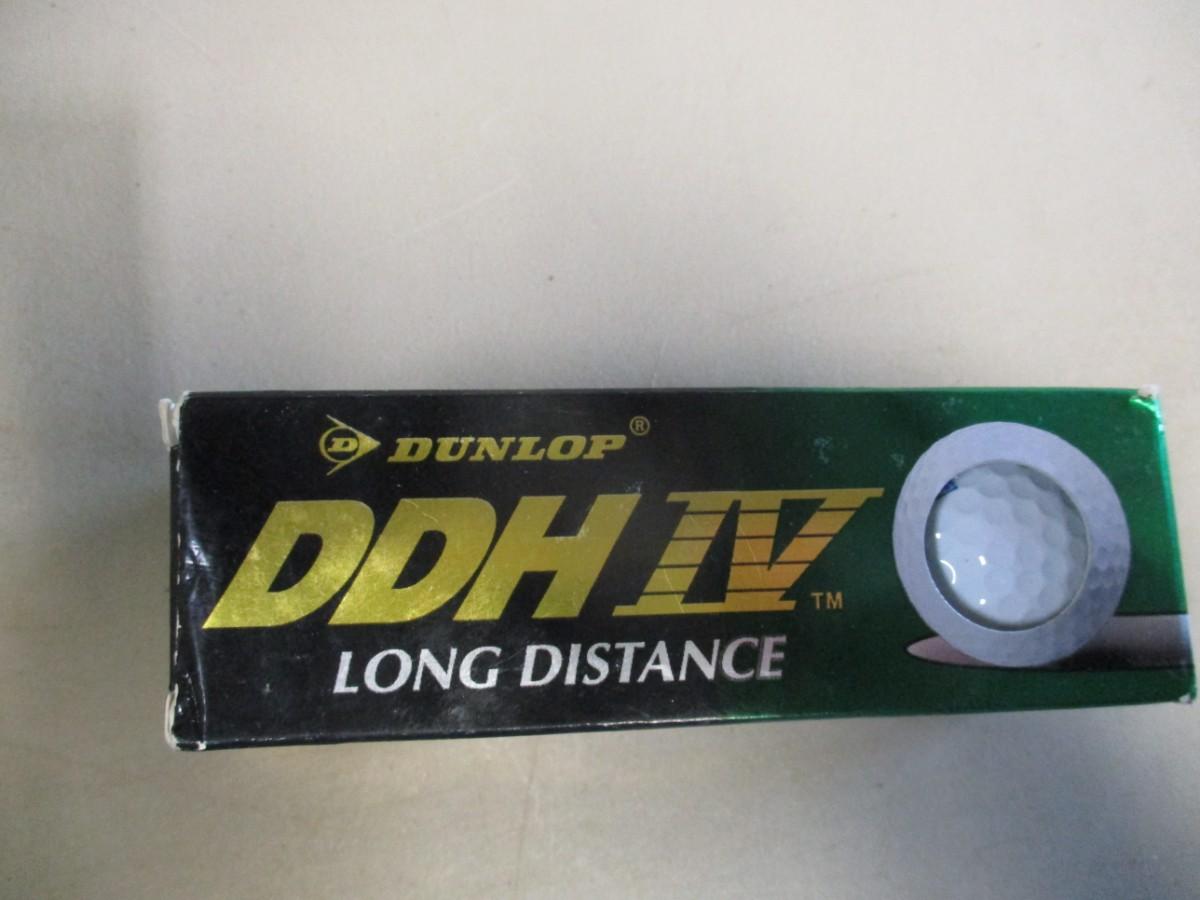 D DUNLOP®
DDH IV™
LONG DISTANCE